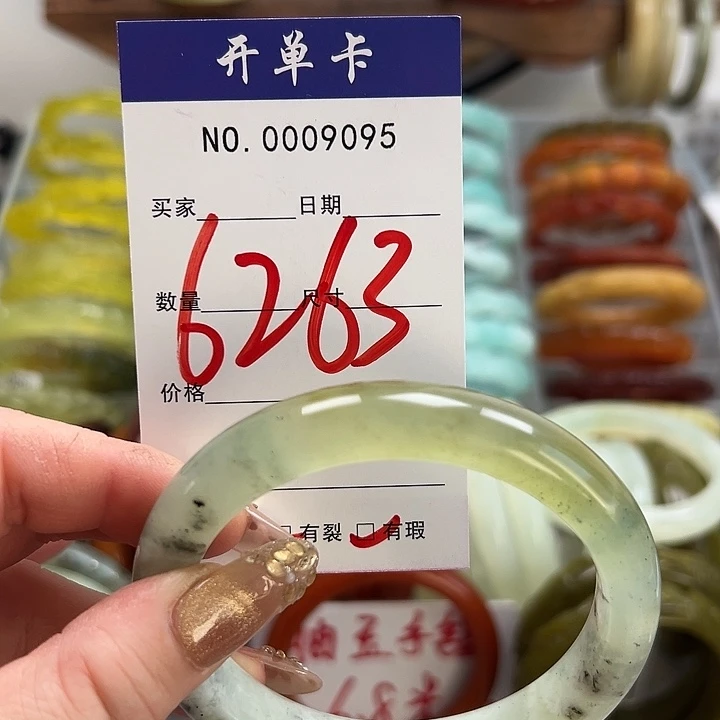 开单卡
NO. 0009095
买家 日期
6263
数量 尺寸
价格
有裂 有瑕